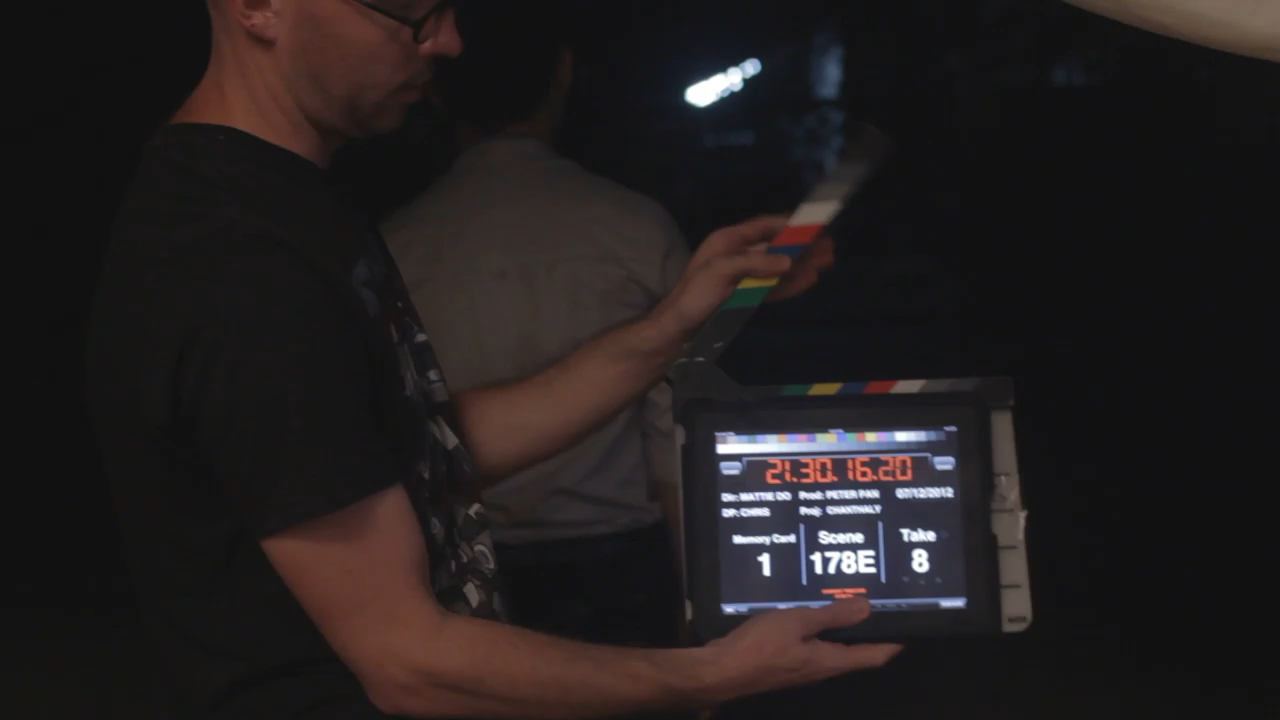 21.30.16.20
Dir: MATTIE DO Prod: PETER PAN 07/12/2012
DP: CHRIS Proj: CHANTHALY
Memory Card Scene Take
1 178E 8